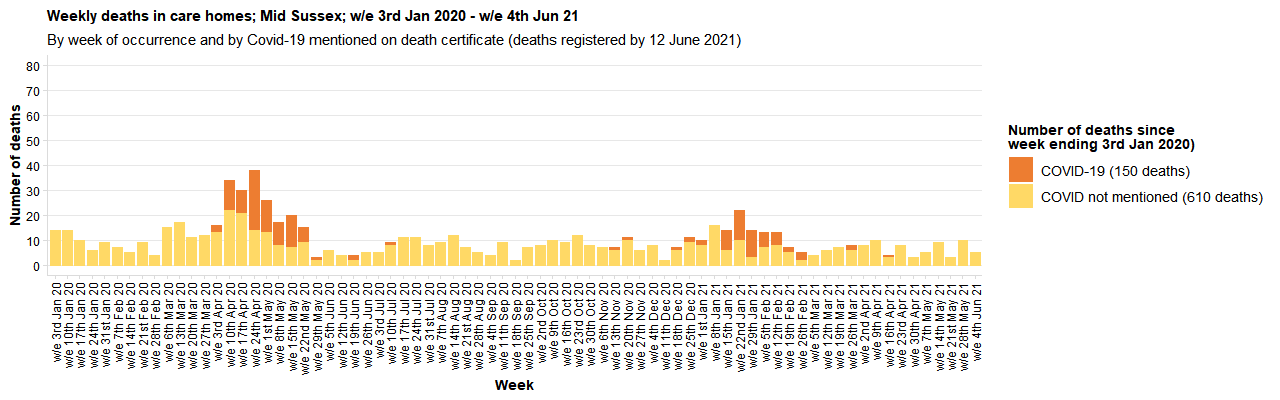 Weekly deaths in care homes; Mid Sussex; w/e 3rd Jan 2020 - w/e 4th Jun 21
By week of occurrence and by Covid-19 mentioned on death certificate (deaths registered by 12 June 2021)
80
70
60
50
40
30
20
10
0
Number of deaths
w/e 3rd Jan 20
w/e 10th Jan 20
w/e 17th Jan 20
w/e 24th Jan 20
w/e 31st Jan 20
w/e 7th Feb 20
w/e 14th Feb 20
w/e 21st Feb 20
w/e 28th Feb 20
w/e 6th Mar 20
w/e 13th Mar 20
w/e 20th Mar 20
w/e 27th Mar 20
w/e 3rd Apr 20
w/e 10th Apr 20
w/e 17th Apr 20
w/e 24th Apr 20
w/e 1st May 20
w/e 8th May 20
w/e 15th May 20
w/e 22nd May 20
w/e 29th May 20
w/e 5th Jun 20
w/e 12th Jun 20
w/e 19th Jun 20
w/e 26th Jun 20
w/e 3rd Jul 20
w/e 10th Jul 20
w/e 17th Jul 20
w/e 24th Jul 20
w/e 31st Jul 20
w/e 7th Aug 20
w/e 14th Aug 20
w/e 21st Aug 20
w/e 28th Aug 20
w/e 4th Sep 20
w/e 11th Sep 20
w/e 18th Sep 20
w/e 25th Sep 20
w/e 2nd Oct 20
w/e 9th Oct 20
w/e 16th Oct 20
w/e 23rd Oct 20
w/e 30th Oct 20
w/e 6th Nov 20
w/e 13th Nov 20
w/e 20th Nov 20
w/e 27th Nov 20
w/e 4th Dec 20
w/e 11th Dec 20
w/e 18th Dec 20
w/e 25th Dec 20
w/e 1st Jan 21
w/e 8th Jan 21
w/e 15th Jan 21
w/e 22nd Jan 21
w/e 29th Jan 21
w/e 5th Feb 21
w/e 12th Feb 21
w/e 19th Feb 21
w/e 26th Feb 21
w/e 5th Mar 21
w/e 12th Mar 21
w/e 19th Mar 21
w/e 26th Mar 21
w/e 2nd Apr 21
w/e 9th Apr 21
w/e 16th Apr 21
w/e 23rd Apr 21
w/e 30th Apr 21
w/e 7th May 21
w/e 14th May 21
w/e 21st May 21
w/e 28th May 21
w/e 4th Jun 21
Week
Number of deaths since
week ending 3rd Jan 2020)
COVID-19 (150 deaths)
COVID not mentioned (610 deaths)